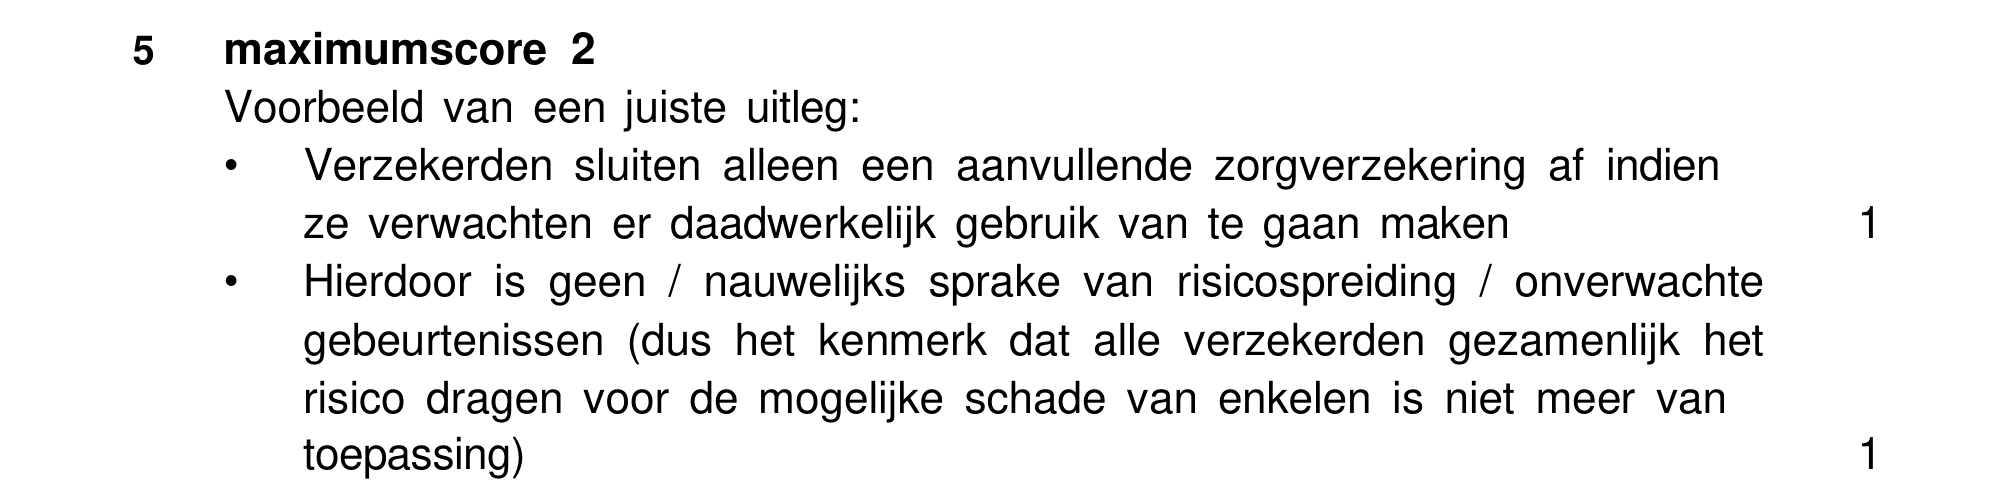 5 maximumscore 2
Voorbeeld van een juiste uitleg:
• Verzekerden sluiten alleen een aanvullende zorgverzekering af indien
ze verwachten er daadwerkelijk gebruik van te gaan maken 1
• Hierdoor is geen / nauwelijks sprake van risicospreiding / onverwachte
gebeurtenissen (dus het kenmerk dat alle verzekerden gezamenlijk het
risico dragen voor de mogelijke schade van enkelen is niet meer van
toepassing) 1